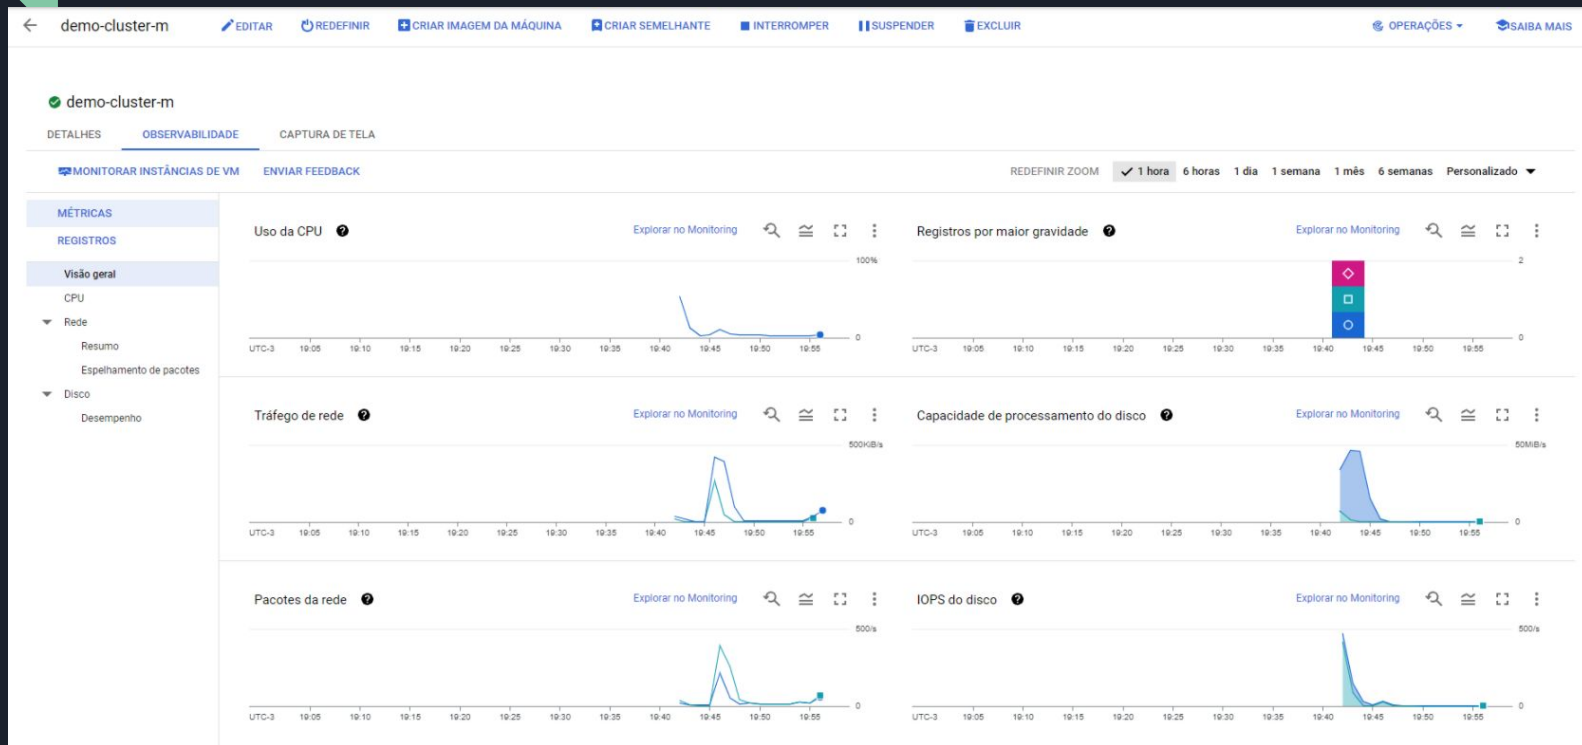 demo-cluster-m EDITAR REDEFINIR CRIAR IMAGEM DA MÁQUINA CRIAR SEMELHANTE INTERROMPER SUSPENDER EXCLUIR OPERAÇÕES SAIBA MAIS
demo-cluster-m
DETALHES OBSERVABILIDADE CAPTURA DE TELA
MONITORAR INSTÂNCIAS DE VM ENVIAR FEEDBACK REDEFINIR ZOOM 1 hora 6 horas 1 dia 1 semana 1 mês 6 semanas Personalizado
MÉTRICAS
REGISTROS
Visão geral
CPU
Rede
Resumo
Espelhamento de pacotes
Disco
Desempenho
Uso da CPU Explorar no Monitoring
100%
0
UTC-3 19:05 19:10 19:15 19:20 19:25 19:30 19:35 19:40 19:45 19:50 19:55
Registros por maior gravidade Explorar no Monitoring
2
0
UTC-3 19:05 19:10 19:15 19:20 19:25 19:30 19:35 19:40 19:45 19:50 19:55
Tráfego de rede Explorar no Monitoring
500KiB/s
0
UTC-3 19:05 19:10 19:15 19:20 19:25 19:30 19:35 19:40 19:45 19:50 19:55
Capacidade de processamento do disco Explorar no Monitoring
50MiB/s
0
UTC-3 19:05 19:10 19:15 19:20 19:25 19:30 19:35 19:40 19:45 19:50 19:55
Pacotes da rede Explorar no Monitoring
500/s
0
UTC-3 19:05 19:10 19:15 19:20 19:25 19:30 19:35 19:40 19:45 19:50 19:55
IOPS do disco Explorar no Monitoring
500/s
0
UTC-3 19:05 19:10 19:15 19:20 19:25 19:30 19:35 19:40 19:45 19:50 19:55